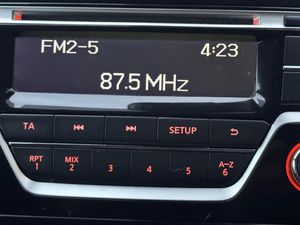 FM2-5 4:23
87.5 MHz
TA SETUP
RPT MIX A-Z
1 2 3 4 5 6